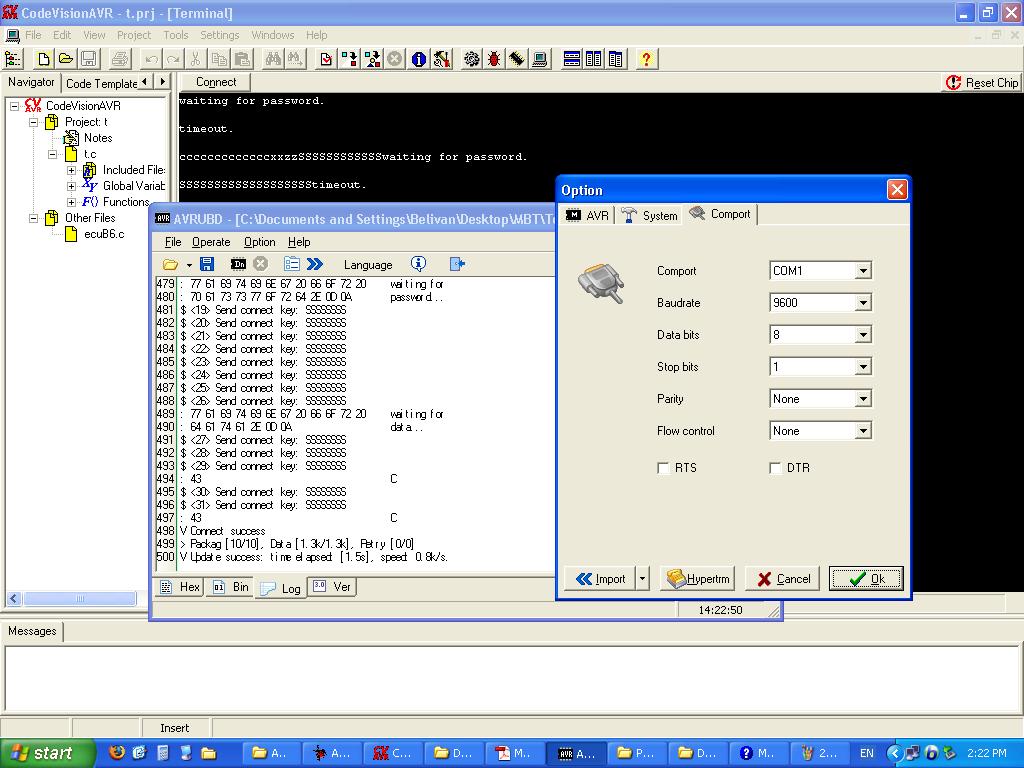 CodeVisionAVR - t.prj - [Terminal]
File Edit View Project Tools Settings Windows Help
Navigator Code Template
Connect
Reset Chip
CodeVisionAVR
Project: t
Notes
t.c
Included File
Global Variab
Functions
Other Files
ecuB6.c
waiting for password.
timeout.
cccccccccccccxxzzSSSSSSSSSSSSwaiting for password.
SSSSSSSSSSSSSSSSSSStimeout.
AVRUBD - [C:\Documents and Settings\Belivan\Desktop\MBT\T
File Operate Option Help
Language
479 : 77 61 69 74 69 6E 67 20 66 6F 72 20 waiting for
480 : 70 61 73 73 77 6F 72 64 2E 0D 0A password...
481 $ <19> Send connect key: SSSSSSSS
482 $ <20> Send connect key: SSSSSSSS
483 $ <21> Send connect key: SSSSSSSS
484 $ <22> Send connect key: SSSSSSSS
485 $ <23> Send connect key: SSSSSSSS
486 $ <24> Send connect key: SSSSSSSS
487 $ <25> Send connect key: SSSSSSSS
488 $ <26> Send connect key: SSSSSSSS
489 : 77 61 69 74 69 6E 67 20 66 6F 72 20 waiting for
490 : 64 61 74 61 2E 0D 0A data...
491 $ <27> Send connect key: SSSSSSSS
492 $ <28> Send connect key: SSSSSSSS
493 $ <29> Send connect key: SSSSSSSS
494 : 43 C
495 $ <30> Send connect key: SSSSSSSS
496 $ <31> Send connect key: SSSSSSSS
497 : 43 C
498 V Connect success
499 > Packag [10/10], Data [1.3k/1.3k], Retry [0/0]
500 V Update success: time elapsed: [1.5s], speed: 0.8k/s.
Hex Bin Log Ver
14:22:50
Option
AVR System Comport
Comport COM1
Baudrate 9600
Data bits 8
Stop bits 1
Parity None
Flow control None
RTS DTR
Import Hypertrm Cancel Ok
Messages
Insert
start A... A... C... D... M... A... P... D... M... 2... EN 2:22 PM